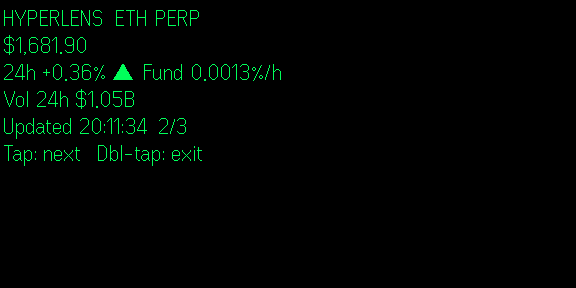 HYPERLENS ETH PERP
$1,681.90
24h +0.36% ▲ Fund 0.0013%/h
Vol 24h $1.05B
Updated 20:11:34 2/3
Tap: next Dbl-tap: exit